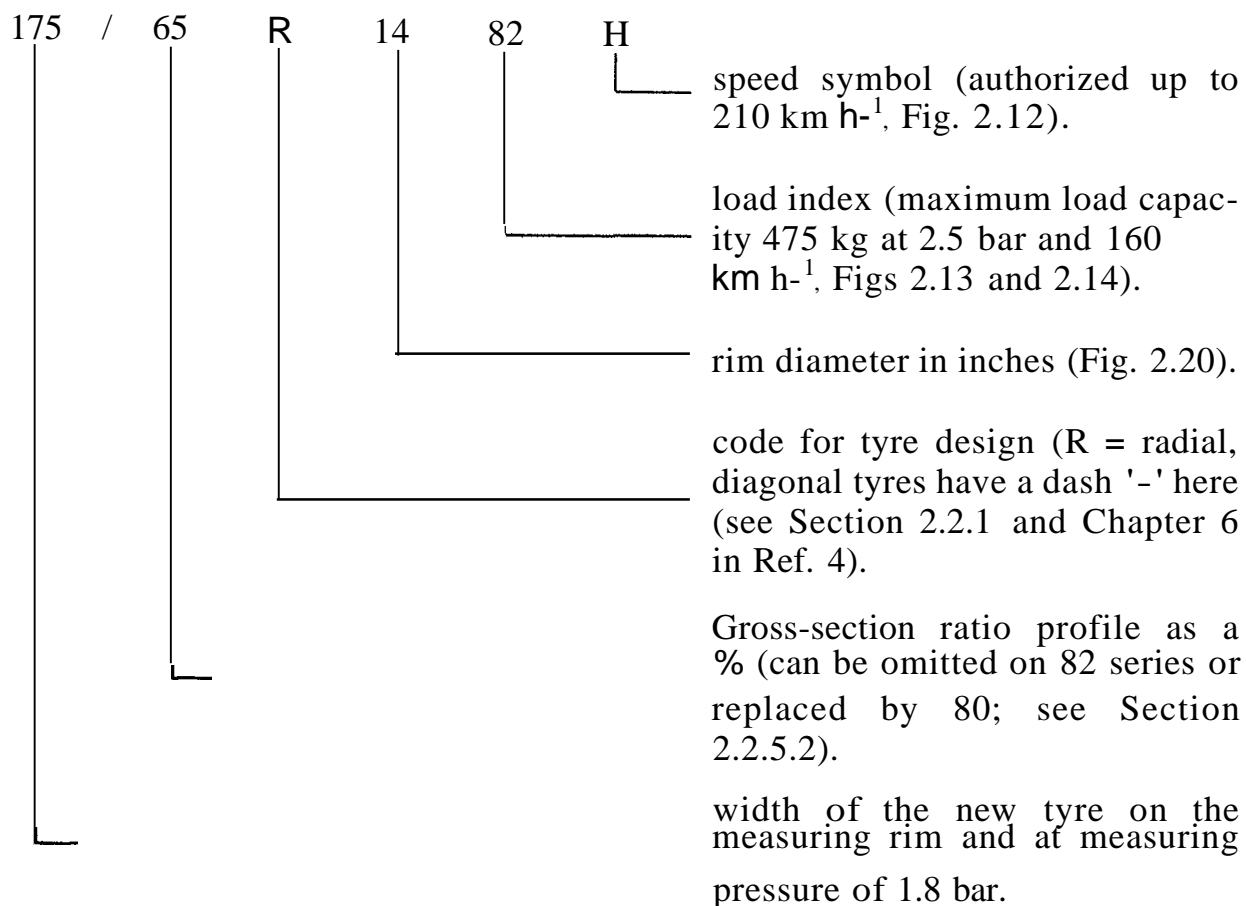 175 / 65 R 14 82 H
speed symbol (authorized up to
210 km h-¹, Fig. 2.12).
load index (maximum load capac-
ity 475 kg at 2.5 bar and 160
km h-¹, Figs 2.13 and 2.14).
rim diameter in inches (Fig. 2.20).
code for tyre design (R = radial,
diagonal tyres have a dash '-' here
(see Section 2.2.1 and Chapter 6
in Ref. 4).
Gross-section ratio profile as a
% (can be omitted on 82 series or
replaced by 80; see Section
2.2.5.2).
width of the new tyre on the
measuring rim and at measuring
pressure of 1.8 bar.